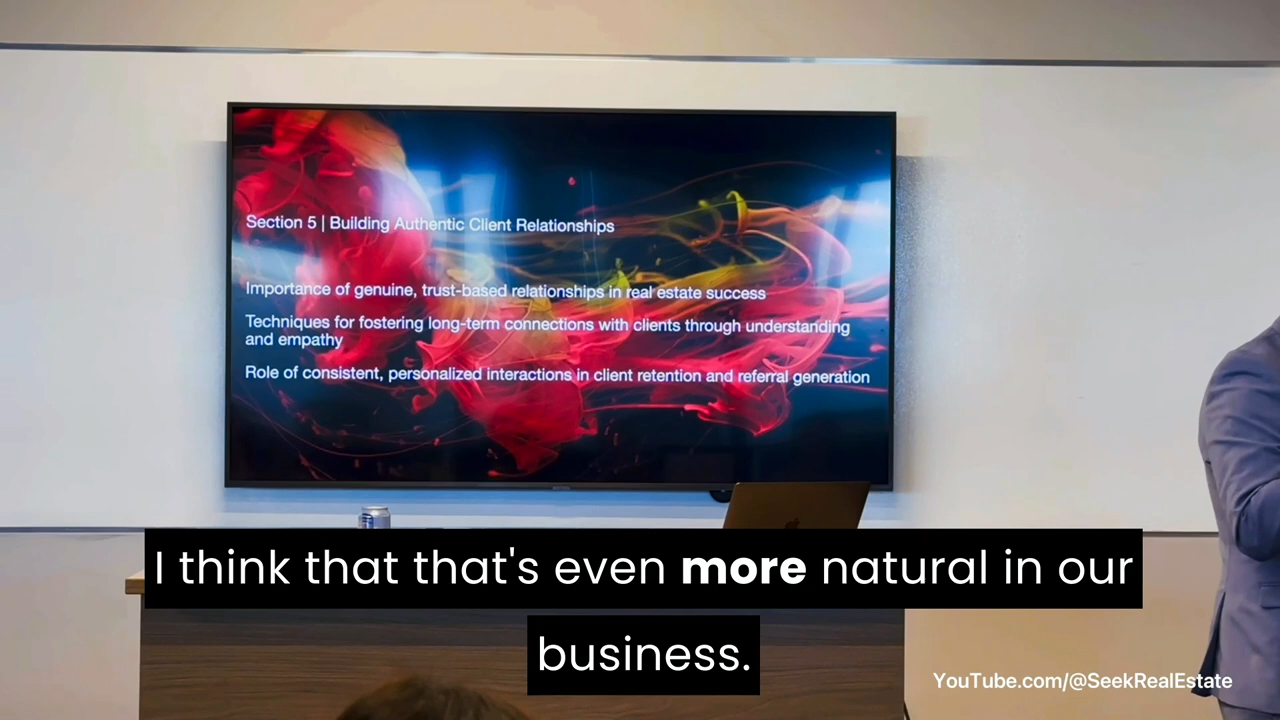 Section 5 | Building Authentic Client Relationships
Importance of genuine, trust-based relationships in real estate success
Techniques for fostering long-term connections with clients through understanding
and empathy
Role of consistent, personalized interactions in client retention and referral generation
I think that that's even more natural in our
business.
YouTube.com/@SeekRealEstate